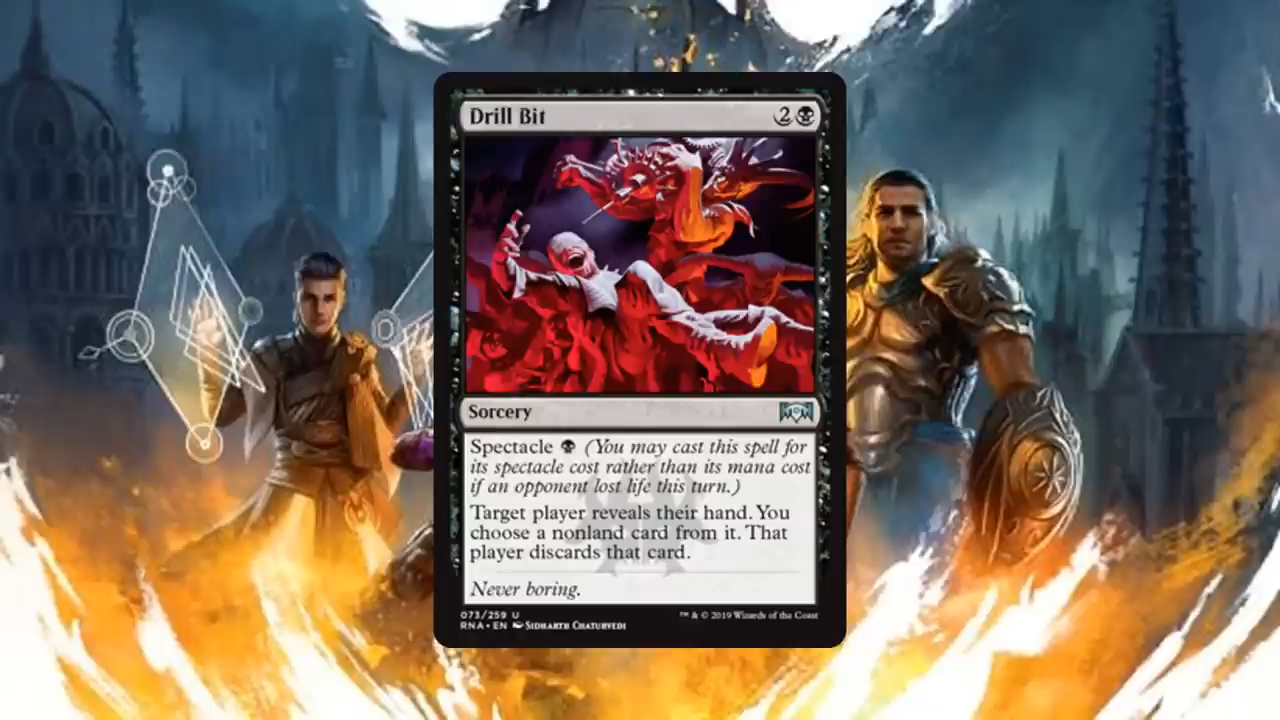 Drill Bit 2
Sorcery
Spectacle (You may cast this spell for
its spectacle cost rather than its mana cost
if an opponent lost life this turn.)
Target player reveals their hand. You
choose a nonland card from it. That
player discards that card.
Never boring.
073/259 U ™ & © 2019 Wizards of the Coast
RNA • EN Sidharth Chaturvedi